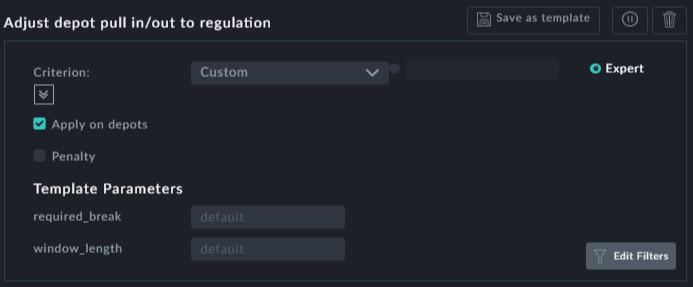 Adjust depot pull in/out to regulation
Save as template
Criterion:
Custom
Expert
Apply on depots
Penalty
Template Parameters
required_break
default
window_length
default
Edit Filters